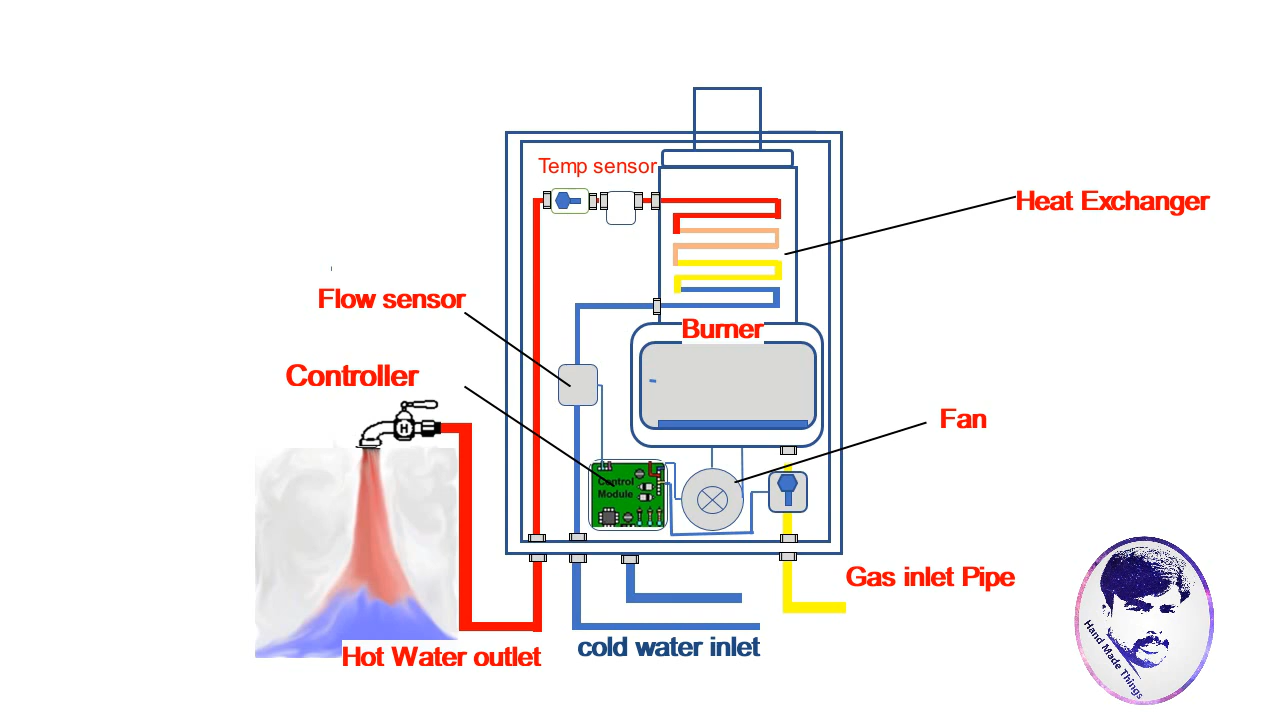 Temp sensor
Heat Exchanger
Flow sensor
Burner
Controller
Fan
H
Control
Module
Gas inlet Pipe
Hot Water outlet
cold water inlet
Hand Made Things